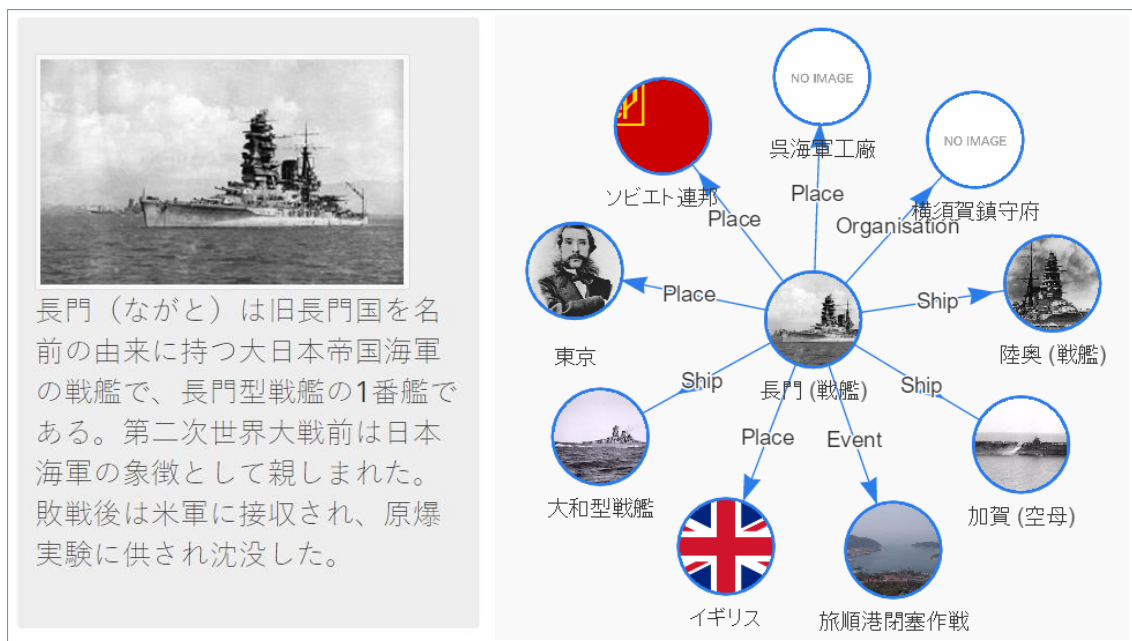 長門（ながと）は旧長門国を名
前の由来に持つ大日本帝国海軍
の戦艦で、長門型戦艦の1番艦で
ある。第二次世界大戦前は日本
海軍の象徴として親しまれた。
敗戦後は米軍に接収され、原爆
実験に供され沈没した。
NO IMAGE
呉海軍工廠
NO IMAGE
横須賀鎮守府
ソビエト連邦
Place
Place
Organisation
Place
Ship
東京
陸奥 (戦艦)
長門 (戦艦)
Ship
Ship
Place
Event
大和型戦艦
加賀 (空母)
イギリス
旅順港閉塞作戦